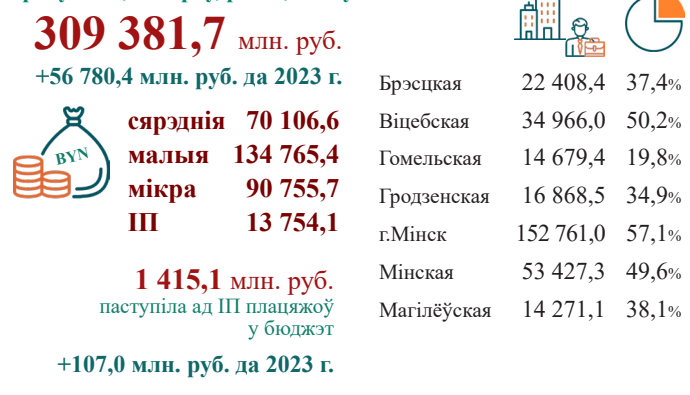 309 381,7 млн. руб.
+56 780,4 млн. руб. да 2023 г.
BYN
сярэднія 70 106,6
малыя 134 765,4
мікра 90 755,7
ІП 13 754,1
1 415,1 млн. руб.
паступіла ад ІП плацяжоў
у бюджэт
+107,0 млн. руб. да 2023 г.
Брэсцкая 22 408,4 37,4%
Віцебская 34 966,0 50,2%
Гомельская 14 679,4 19,8%
Гродзенская 16 868,5 34,9%
г.Мінск 152 761,0 57,1%
Мінская 53 427,3 49,6%
Магілёўская 14 271,1 38,1%